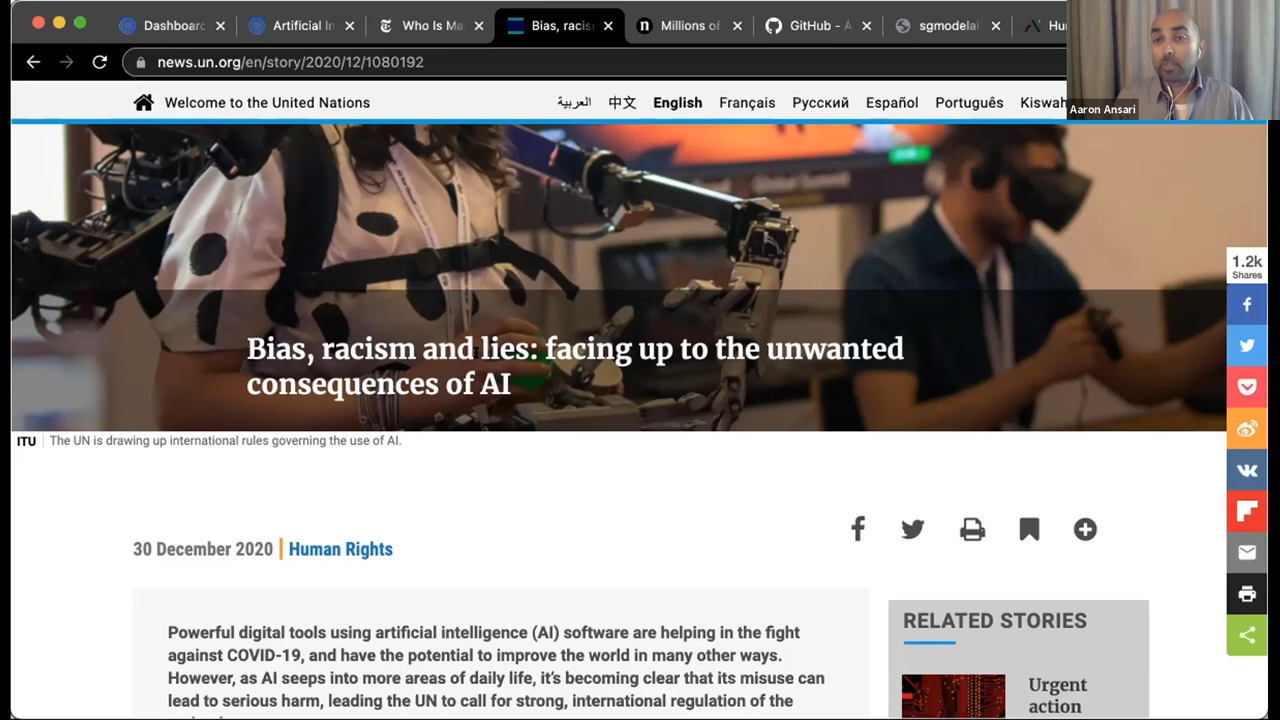 Dashboard
Artificial In
Who Is Ma
Bias, racis
Millions of
GitHub - A
sgmodelai
Hu
news.un.org/en/story/2020/12/1080192
Aaron Ansari
Welcome to the United Nations
العربية
中文
English
Français
Русский
Español
Português
Kiswah
1.2k
Shares
Bias, racism and lies: facing up to the unwanted
consequences of AI
ITU
The UN is drawing up international rules governing the use of AI.
30 December 2020
Human Rights
Powerful digital tools using artificial intelligence (AI) software are helping in the fight
against COVID-19, and have the potential to improve the world in many other ways.
However, as AI seeps into more areas of daily life, it's becoming clear that its misuse can
lead to serious harm, leading the UN to call for strong, international regulation of the
RELATED STORIES
Urgent
action